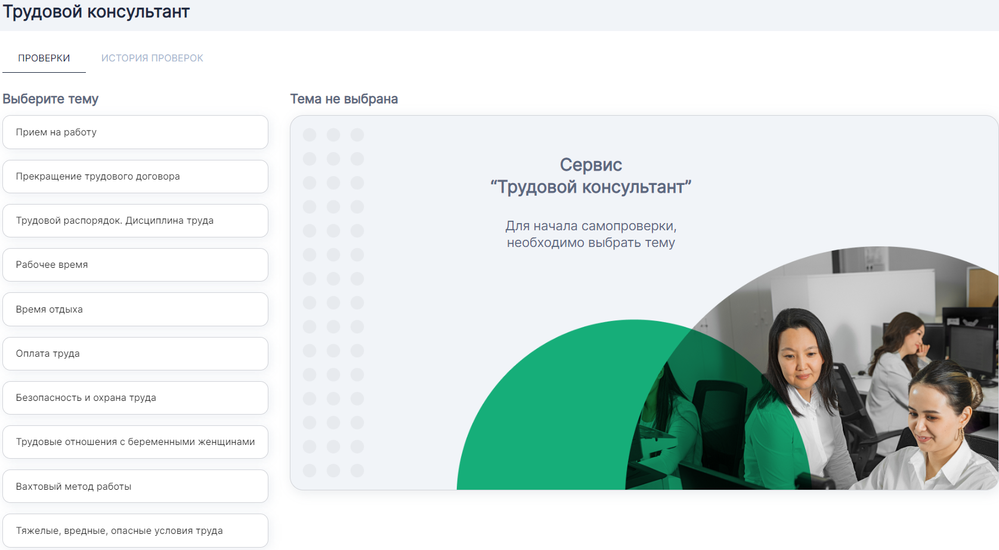 Трудовой консультант
ПРОВЕРКИ
ИСТОРИЯ ПРОВЕРОК
Выберите тему
Прием на работу
Прекращение трудового договора
Трудовой распорядок. Дисциплина труда
Рабочее время
Время отдыха
Оплата труда
Безопасность и охрана труда
Трудовые отношения с беременными женщинами
Вахтовый метод работы
Тяжелые, вредные, опасные условия труда
Тема не выбрана
Сервис
“Трудовой консультант”
Для начала самопроверки,
необходимо выбрать тему